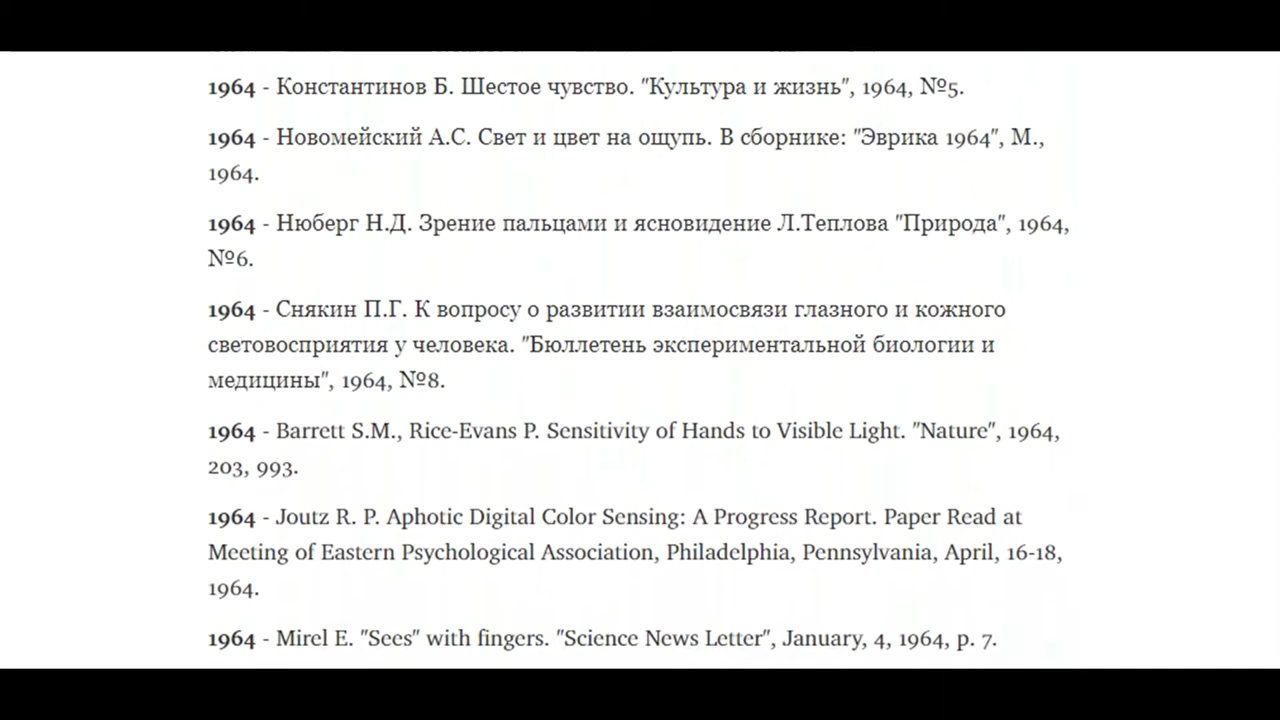 1964 - Константинов Б. Шестое чувство. "Культура и жизнь", 1964, №5.
1964 - Новомейский А.С. Свет и цвет на ощупь. В сборнике: "Эврика 1964", М.,
1964.
1964 - Нюберг Н.Д. Зрение пальцами и ясновидение Л.Теплова "Природа", 1964,
№6.
1964 - Снякин П.Г. К вопросу о развитии взаимосвязи глазного и кожного
световосприятия у человека. "Бюллетень экспериментальной биологии и
медицины", 1964, №8.
1964 - Barrett S.M., Rice-Evans P. Sensitivity of Hands to Visible Light. "Nature", 1964,
203, 993.
1964 - Joutz R. P. Aphotic Digital Color Sensing: A Progress Report. Paper Read at
Meeting of Eastern Psychological Association, Philadelphia, Pennsylvania, April, 16-18,
1964.
1964 - Mirel E. "Sees" with fingers. "Science News Letter", January, 4, 1964, p. 7.